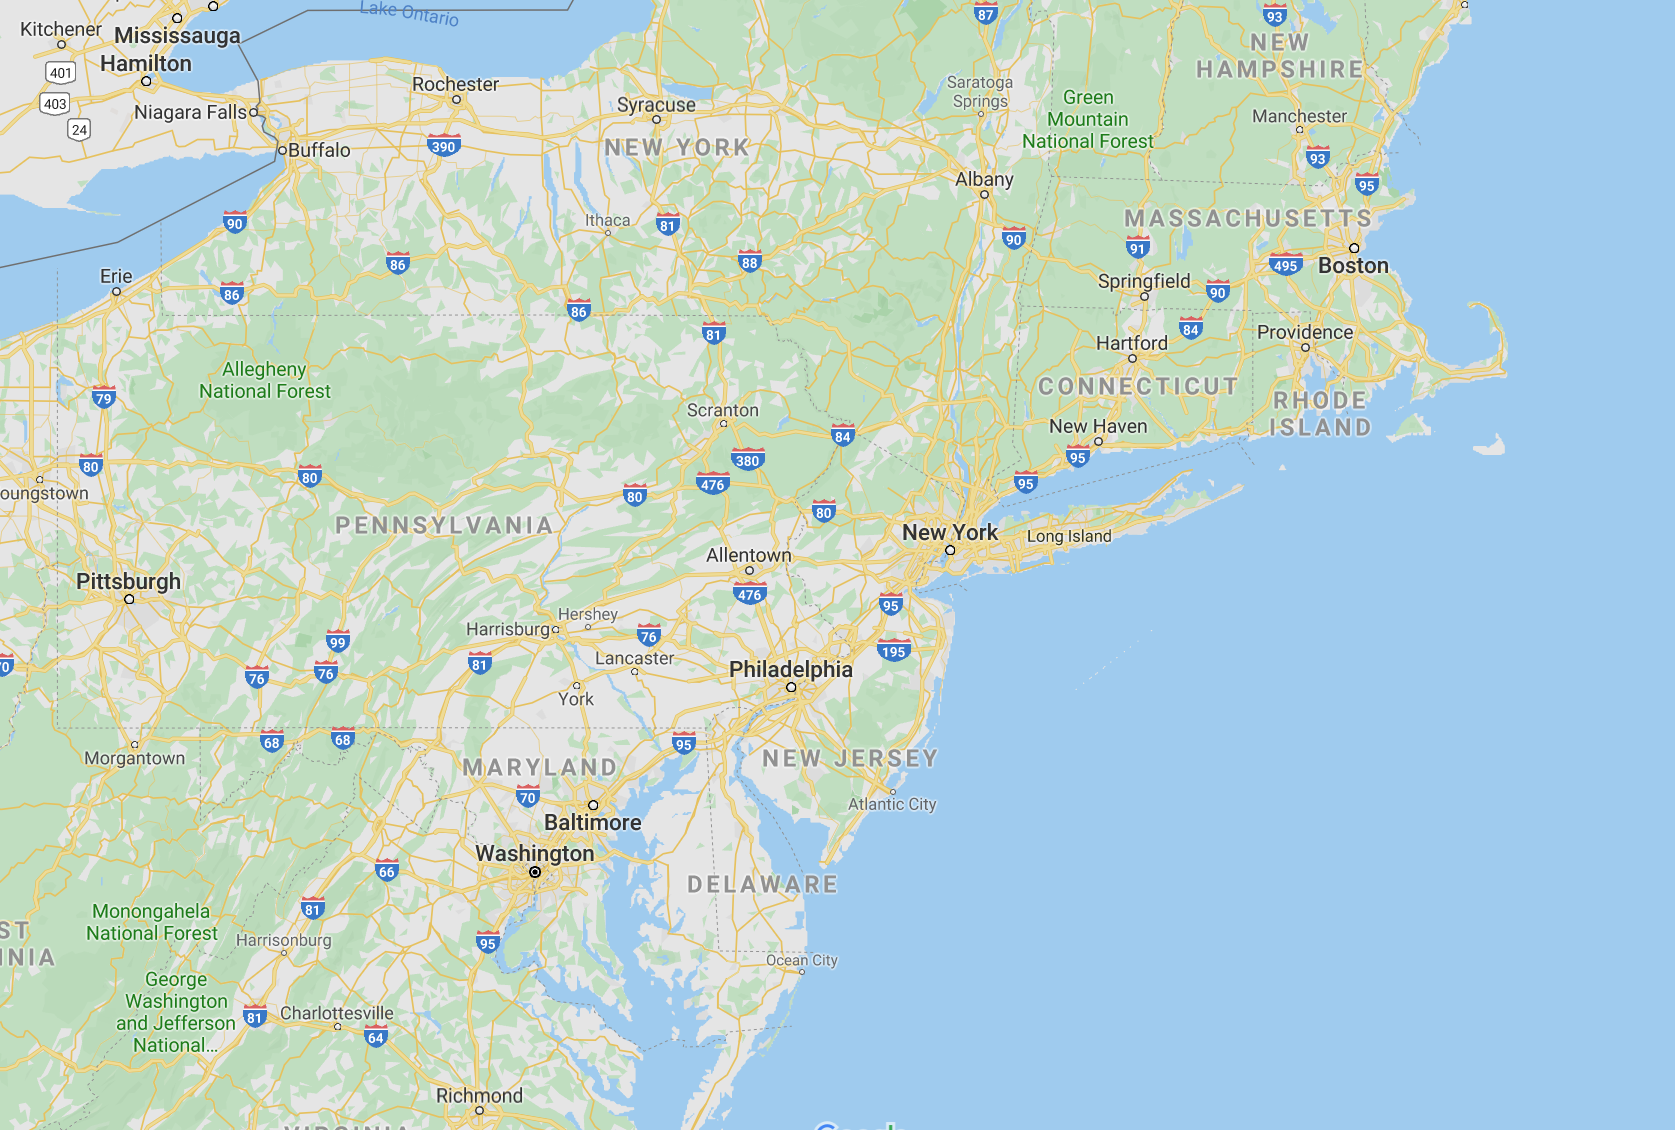 Lake Ontario
Kitchener
Mississauga
Hamilton
401
403
24
Niagara Falls
Buffalo
Rochester
390
Syracuse
NEW YORK
87
Saratoga
Springs
Green
Mountain
National Forest
93
NEW
HAMPSHIRE
Manchester
93
95
Albany
MASSACHUSETTS
90
Ithaca
81
88
86
90
91
495
Boston
Springfield
90
Erie
86
86
81
84
Hartford
Providence
CONNECTICUT
RHODE
ISLAND
Allegheny
National Forest
79
Scranton
84
New Haven
95
95
380
476
80
80
80
80
oungstown
PENNSYLVANIA
New York
Long Island
Allentown
476
Pittsburgh
95
Hershey
Harrisburg
76
195
99
81
Lancaster
Philadelphia
70
76
76
York
68
68
95
Morgantown
MARYLAND
NEW JERSEY
70
Atlantic City
Baltimore
Washington
66
DELAWARE
81
Monongahela
National Forest
ST
NIA
Harrisonburg
95
Ocean City
George
Washington
and Jefferson
National...
81
Charlottesville
64
Richmond
VIRGINIA
Google